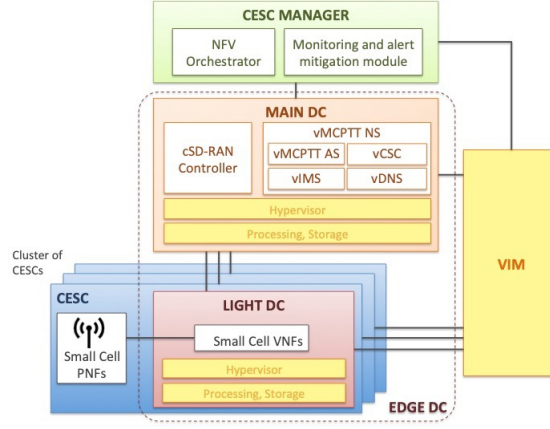 CESC MANAGER
NFV
Orchestrator
Monitoring and alert
mitigation module
MAIN DC
cSD-RAN
Controller
vMCPTT NS
vMCPTT AS
vCSC
vIMS
vDNS
Hypervisor
Processing, Storage
VIM
Cluster of
CESCs
CESC
LIGHT DC
Small Cell
PNFs
Small Cell VNFs
Hypervisor
Processing, Storage
EDGE DC